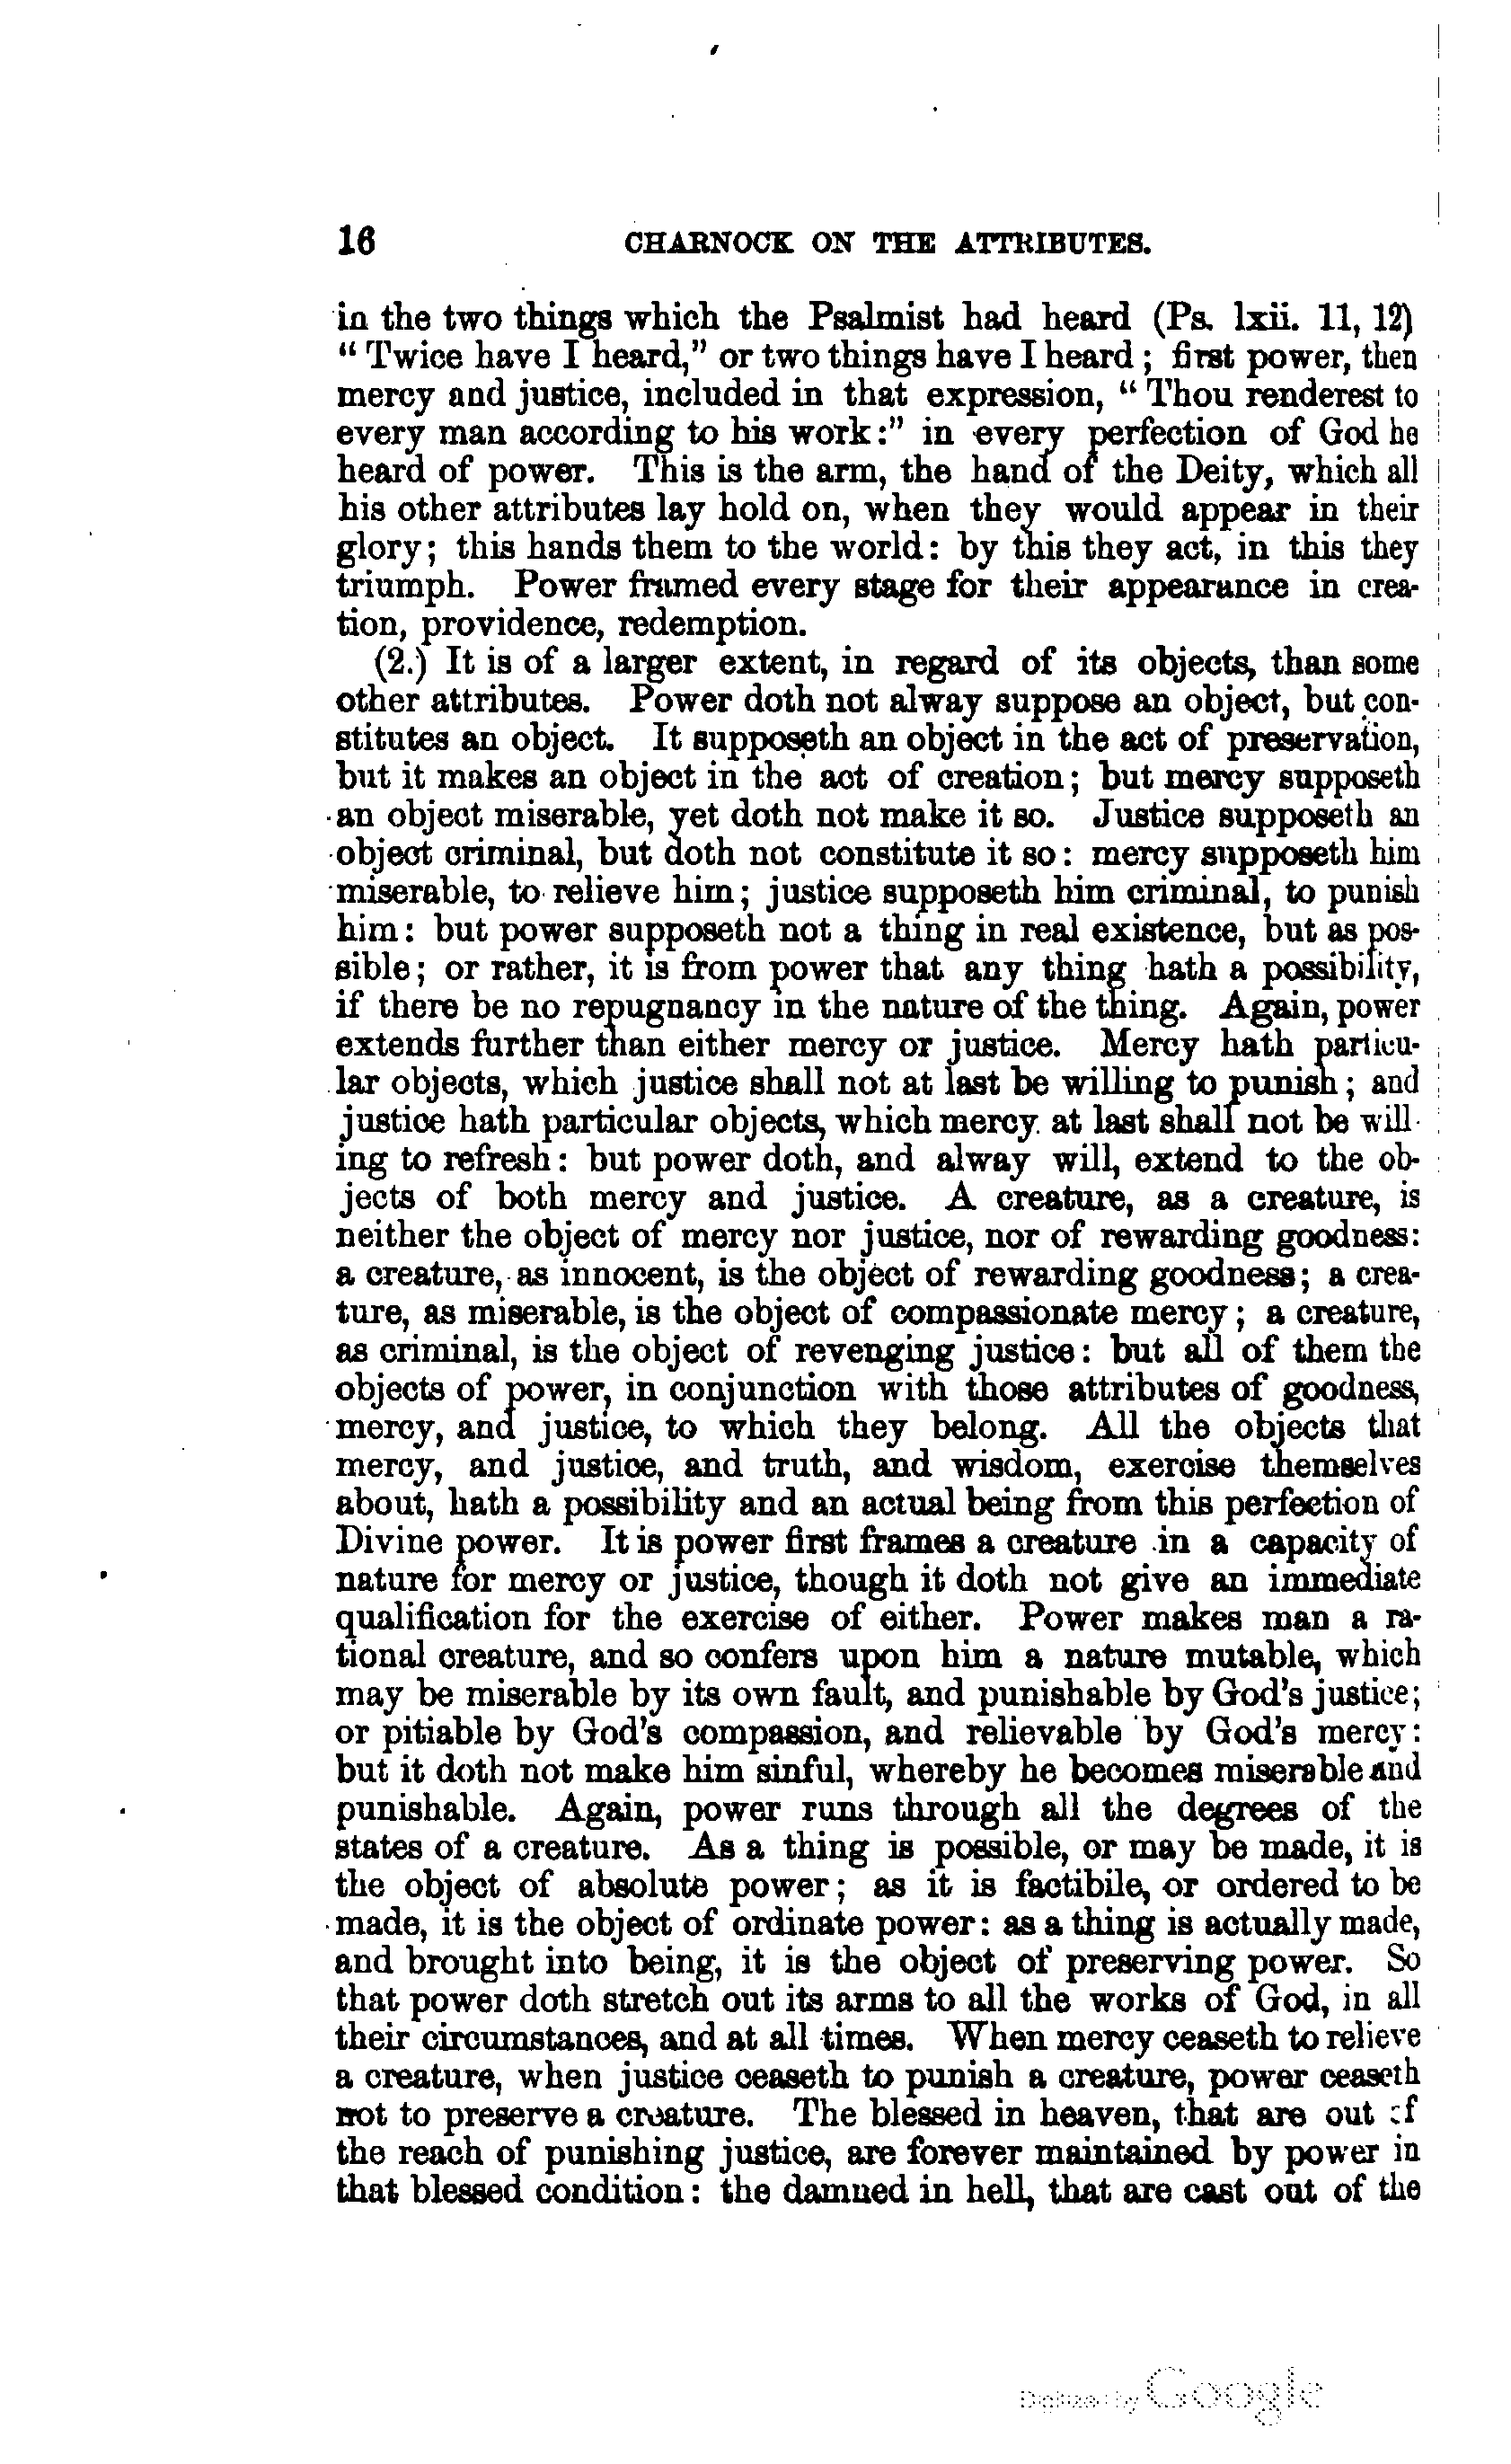 16 CHARNOCK ON THE ATTRIBUTES.
in the two things which the Psalmist had heard (Ps. lxii. 11, 12)
“ Twice have I heard,” or two things have I heard ; first power, then
mercy and justice, included in that expression, “ Thou renderest to
every man according to his work :” in every perfection of God he
heard of power. This is the arm, the hand of the Deity, which all
his other attributes lay hold on, when they would appear in their
glory; this hands them to the world: by this they act, in this they
triumph. Power framed every stage for their appearance in crea-
tion, providence, redemption.
(2.) It is of a larger extent, in regard of its objects, than some
other attributes. Power doth not alway suppose an object, but con-
stitutes an object. It supposeth an object in the act of preservation,
but it makes an object in the act of creation; but mercy supposeth
an object miserable, yet doth not make it so. Justice supposeth an
object criminal, but doth not constitute it so: mercy supposeth him
miserable, to relieve him; justice supposeth him criminal, to punish
him: but power supposeth not a thing in real existence, but as pos-
sible; or rather, it is from power that any thing hath a possibility,
if there be no repugnancy in the nature of the thing. Again, power
extends further than either mercy or justice. Mercy hath particu-
lar objects, which justice shall not at last be willing to punish; and
justice hath particular objects, which mercy at last shall not be will-
ing to refresh: but power doth, and alway will, extend to the ob-
jects of both mercy and justice. A creature, as a creature, is
neither the object of mercy nor justice, nor of rewarding goodness:
a creature, as innocent, is the object of rewarding goodness; a crea-
ture, as miserable, is the object of compassionate mercy; a creature,
as criminal, is the object of revenging justice: but all of them the
objects of power, in conjunction with those attributes of goodness,
mercy, and justice, to which they belong. All the objects that
mercy, and justice, and truth, and wisdom, exercise themselves
about, hath a possibility and an actual being from this perfection of
Divine power. It is power first frames a creature in a capacity of
nature for mercy or justice, though it doth not give an immediate
qualification for the exercise of either. Power makes man a ra-
tional creature, and so confers upon him a nature mutable, which
may be miserable by its own fault, and punishable by God's justice;
or pitiable by God's compassion, and relievable by God's mercy:
but it doth not make him sinful, whereby he becomes miserable and
punishable. Again, power runs through all the degrees of the
states of a creature. As a thing is possible, or may be made, it is
the object of absolute power; as it is factibile, or ordered to be
made, it is the object of ordinate power: as a thing is actually made,
and brought into being, it is the object of preserving power. So
that power doth stretch out its arms to all the works of God, in all
their circumstances, and at all times. When mercy ceaseth to relieve
a creature, when justice ceaseth to punish a creature, power ceaseth
not to preserve a creature. The blessed in heaven, that are out of
the reach of punishing justice, are forever maintained by power in
that blessed condition: the damned in hell, that are cast out of the
Digitized by Google